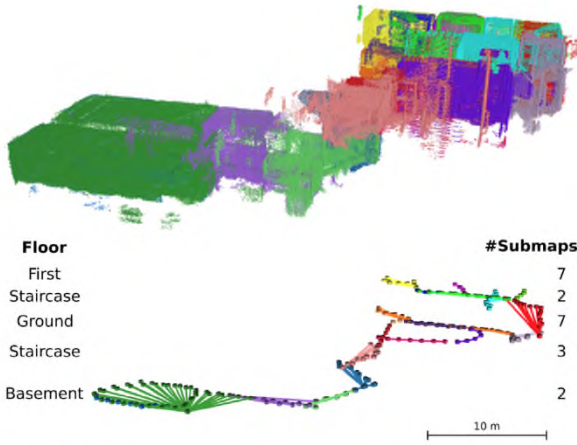 Floor #Submaps
First 7
Staircase 2
Ground 7
Staircase 3
Basement 2
10 m